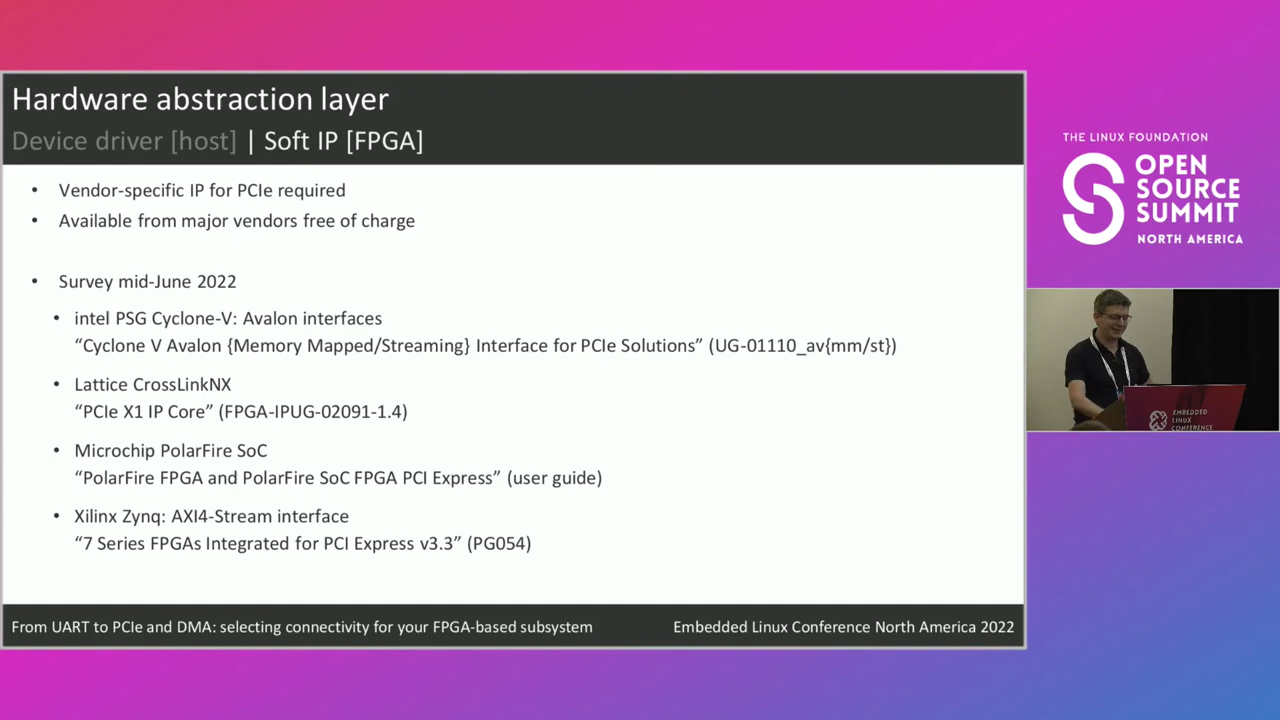 Hardware abstraction layer
Device driver [host] | Soft IP [FPGA]
• Vendor-specific IP for PCIe required
• Available from major vendors free of charge
• Survey mid-June 2022
• intel PSG Cyclone-V: Avalon interfaces
“Cyclone V Avalon {Memory Mapped/Streaming} Interface for PCIe Solutions” (UG-01110_av{mm/st})
• Lattice CrossLinkNX
“PCIe X1 IP Core” (FPGA-IPUG-02091-1.4)
• Microchip PolarFire SoC
“PolarFire FPGA and PolarFire SoC FPGA PCI Express” (user guide)
• Xilinx Zynq: AXI4-Stream interface
“7 Series FPGAs Integrated for PCI Express v3.3” (PG054)
From UART to PCIe and DMA: selecting connectivity for your FPGA-based subsystem
Embedded Linux Conference North America 2022
THE LINUX FOUNDATION
OPEN
SOURCE
SUMMIT
NORTH AMERICA
EMBEDDED
LINUX
CONFERENCE